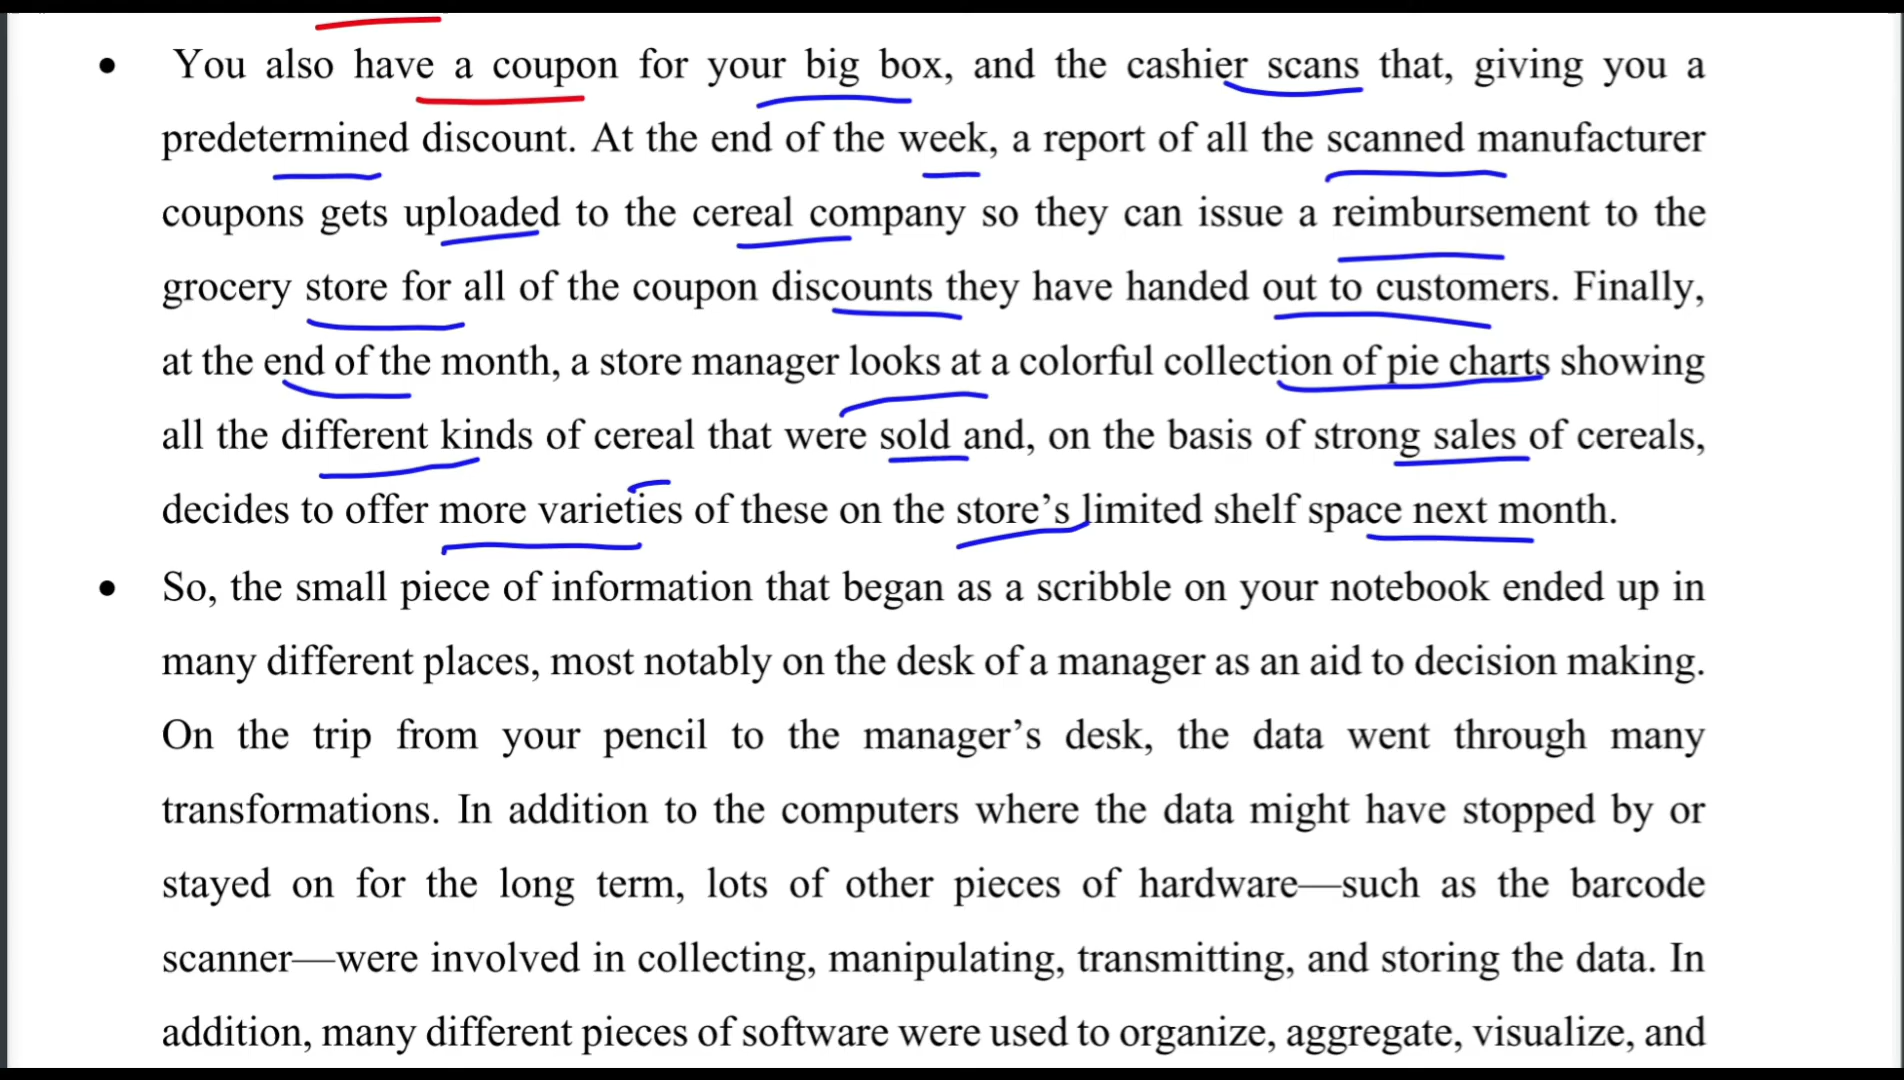 • You also have a coupon for your big box, and the cashier scans that, giving you a
predetermined discount. At the end of the week, a report of all the scanned manufacturer
coupons gets uploaded to the cereal company so they can issue a reimbursement to the
grocery store for all of the coupon discounts they have handed out to customers. Finally,
at the end of the month, a store manager looks at a colorful collection of pie charts showing
all the different kinds of cereal that were sold and, on the basis of strong sales of cereals,
decides to offer more varieties of these on the store’s limited shelf space next month.
• So, the small piece of information that began as a scribble on your notebook ended up in
many different places, most notably on the desk of a manager as an aid to decision making.
On the trip from your pencil to the manager’s desk, the data went through many
transformations. In addition to the computers where the data might have stopped by or
stayed on for the long term, lots of other pieces of hardware—such as the barcode
scanner—were involved in collecting, manipulating, transmitting, and storing the data. In
addition, many different pieces of software were used to organize, aggregate, visualize, and